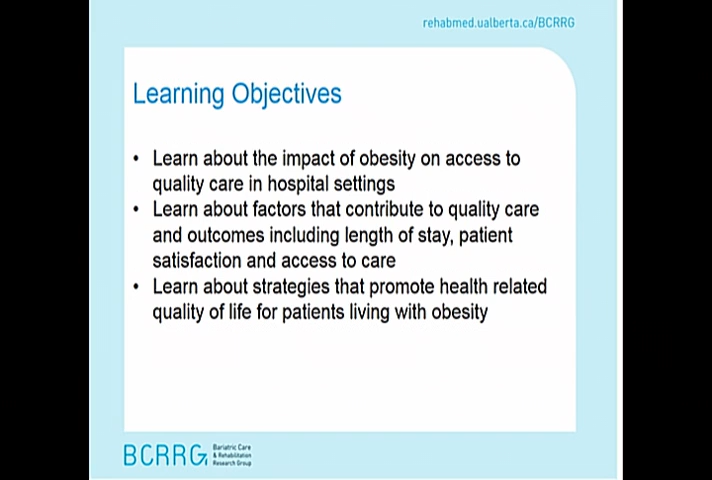 rehabmed.ualberta.ca/BCRRG
Learning Objectives
• Learn about the impact of obesity on access to
quality care in hospital settings
• Learn about factors that contribute to quality care
and outcomes including length of stay, patient
satisfaction and access to care
• Learn about strategies that promote health related
quality of life for patients living with obesity
BCRRG
Bariatric Care
& Rehabilitation
Research Group